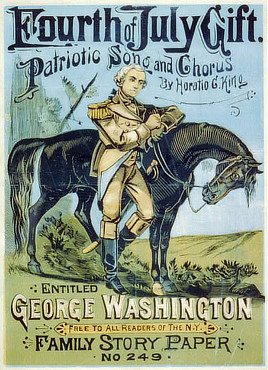 Fourth of July Gift.
Patriotic Song and Chorus
By Horatio C. King
Entitled
George Washington
Free to All Readers of The N.Y.
Family Story Paper
No 249